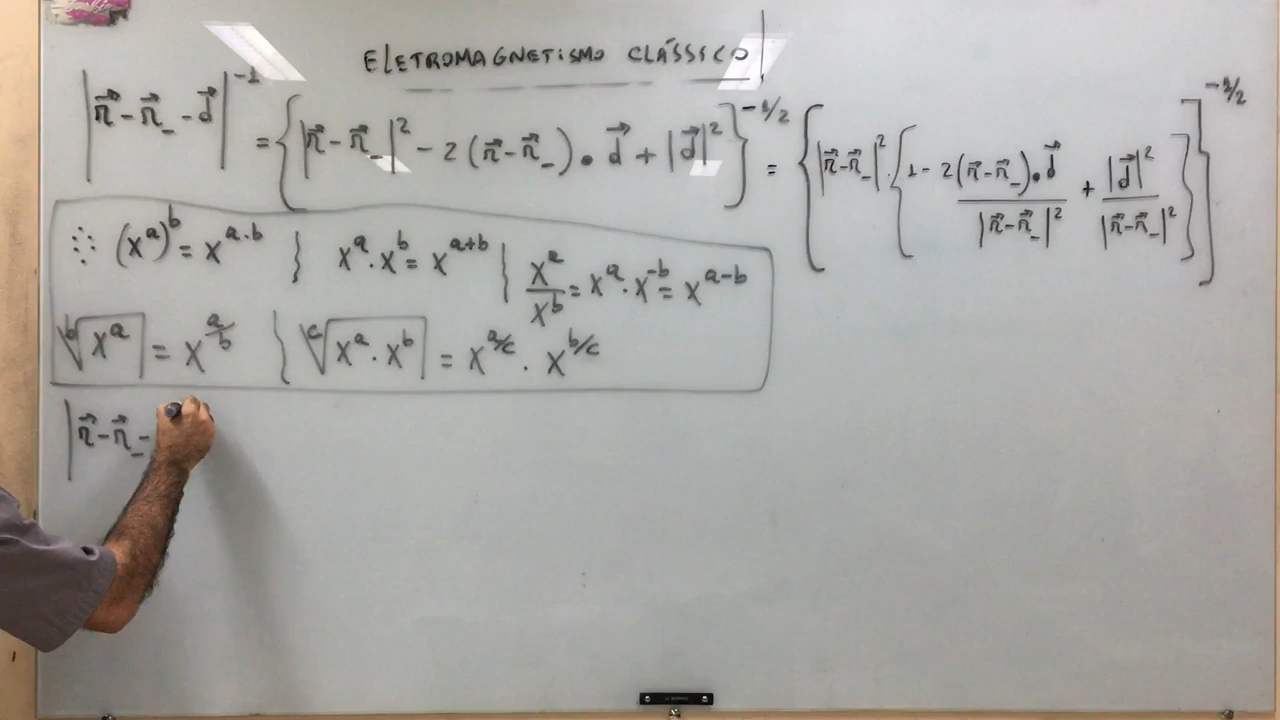 ELETROMAGNETISMO CLÁSSICO
|r⃗ - r⃗_ - d⃗|^-1 = {|r⃗ - r⃗_|^2 - 2(r⃗ - r⃗_)•d⃗ + |d⃗|^2}^-1/2 = {|r⃗ - r⃗_|^2 . {1 - 2(r⃗ - r⃗_)•d⃗ / |r⃗ - r⃗_|^2 + |d⃗|^2 / |r⃗ - r⃗_|^2}}^-1/2
(x^a)^b = x^a.b } x^a . x^b = x^a+b } x^a / x^b = x^a . x^-b = x^a-b
b√x^a = x^a/b { c√x^a . x^b = x^a/c . x^b/c
|r⃗ - r⃗_ -